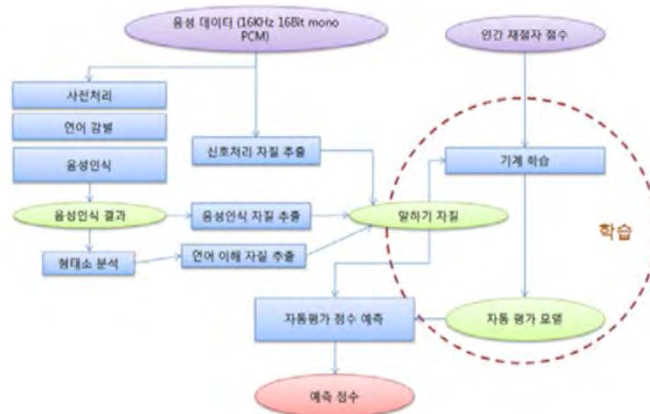 음성 데이터 (16KHz 16Bit mono
PCM)
인간 채점자 점수
사전처리
언어 감별
음성인식
신호처리 자질 추출
기계 학습
음성인식 결과
음성인식 자질 추출
말하기 자질
학습
형태소 분석
언어 이해 자질 추출
자동평가 점수 예측
자동 평가 모델
예측 점수